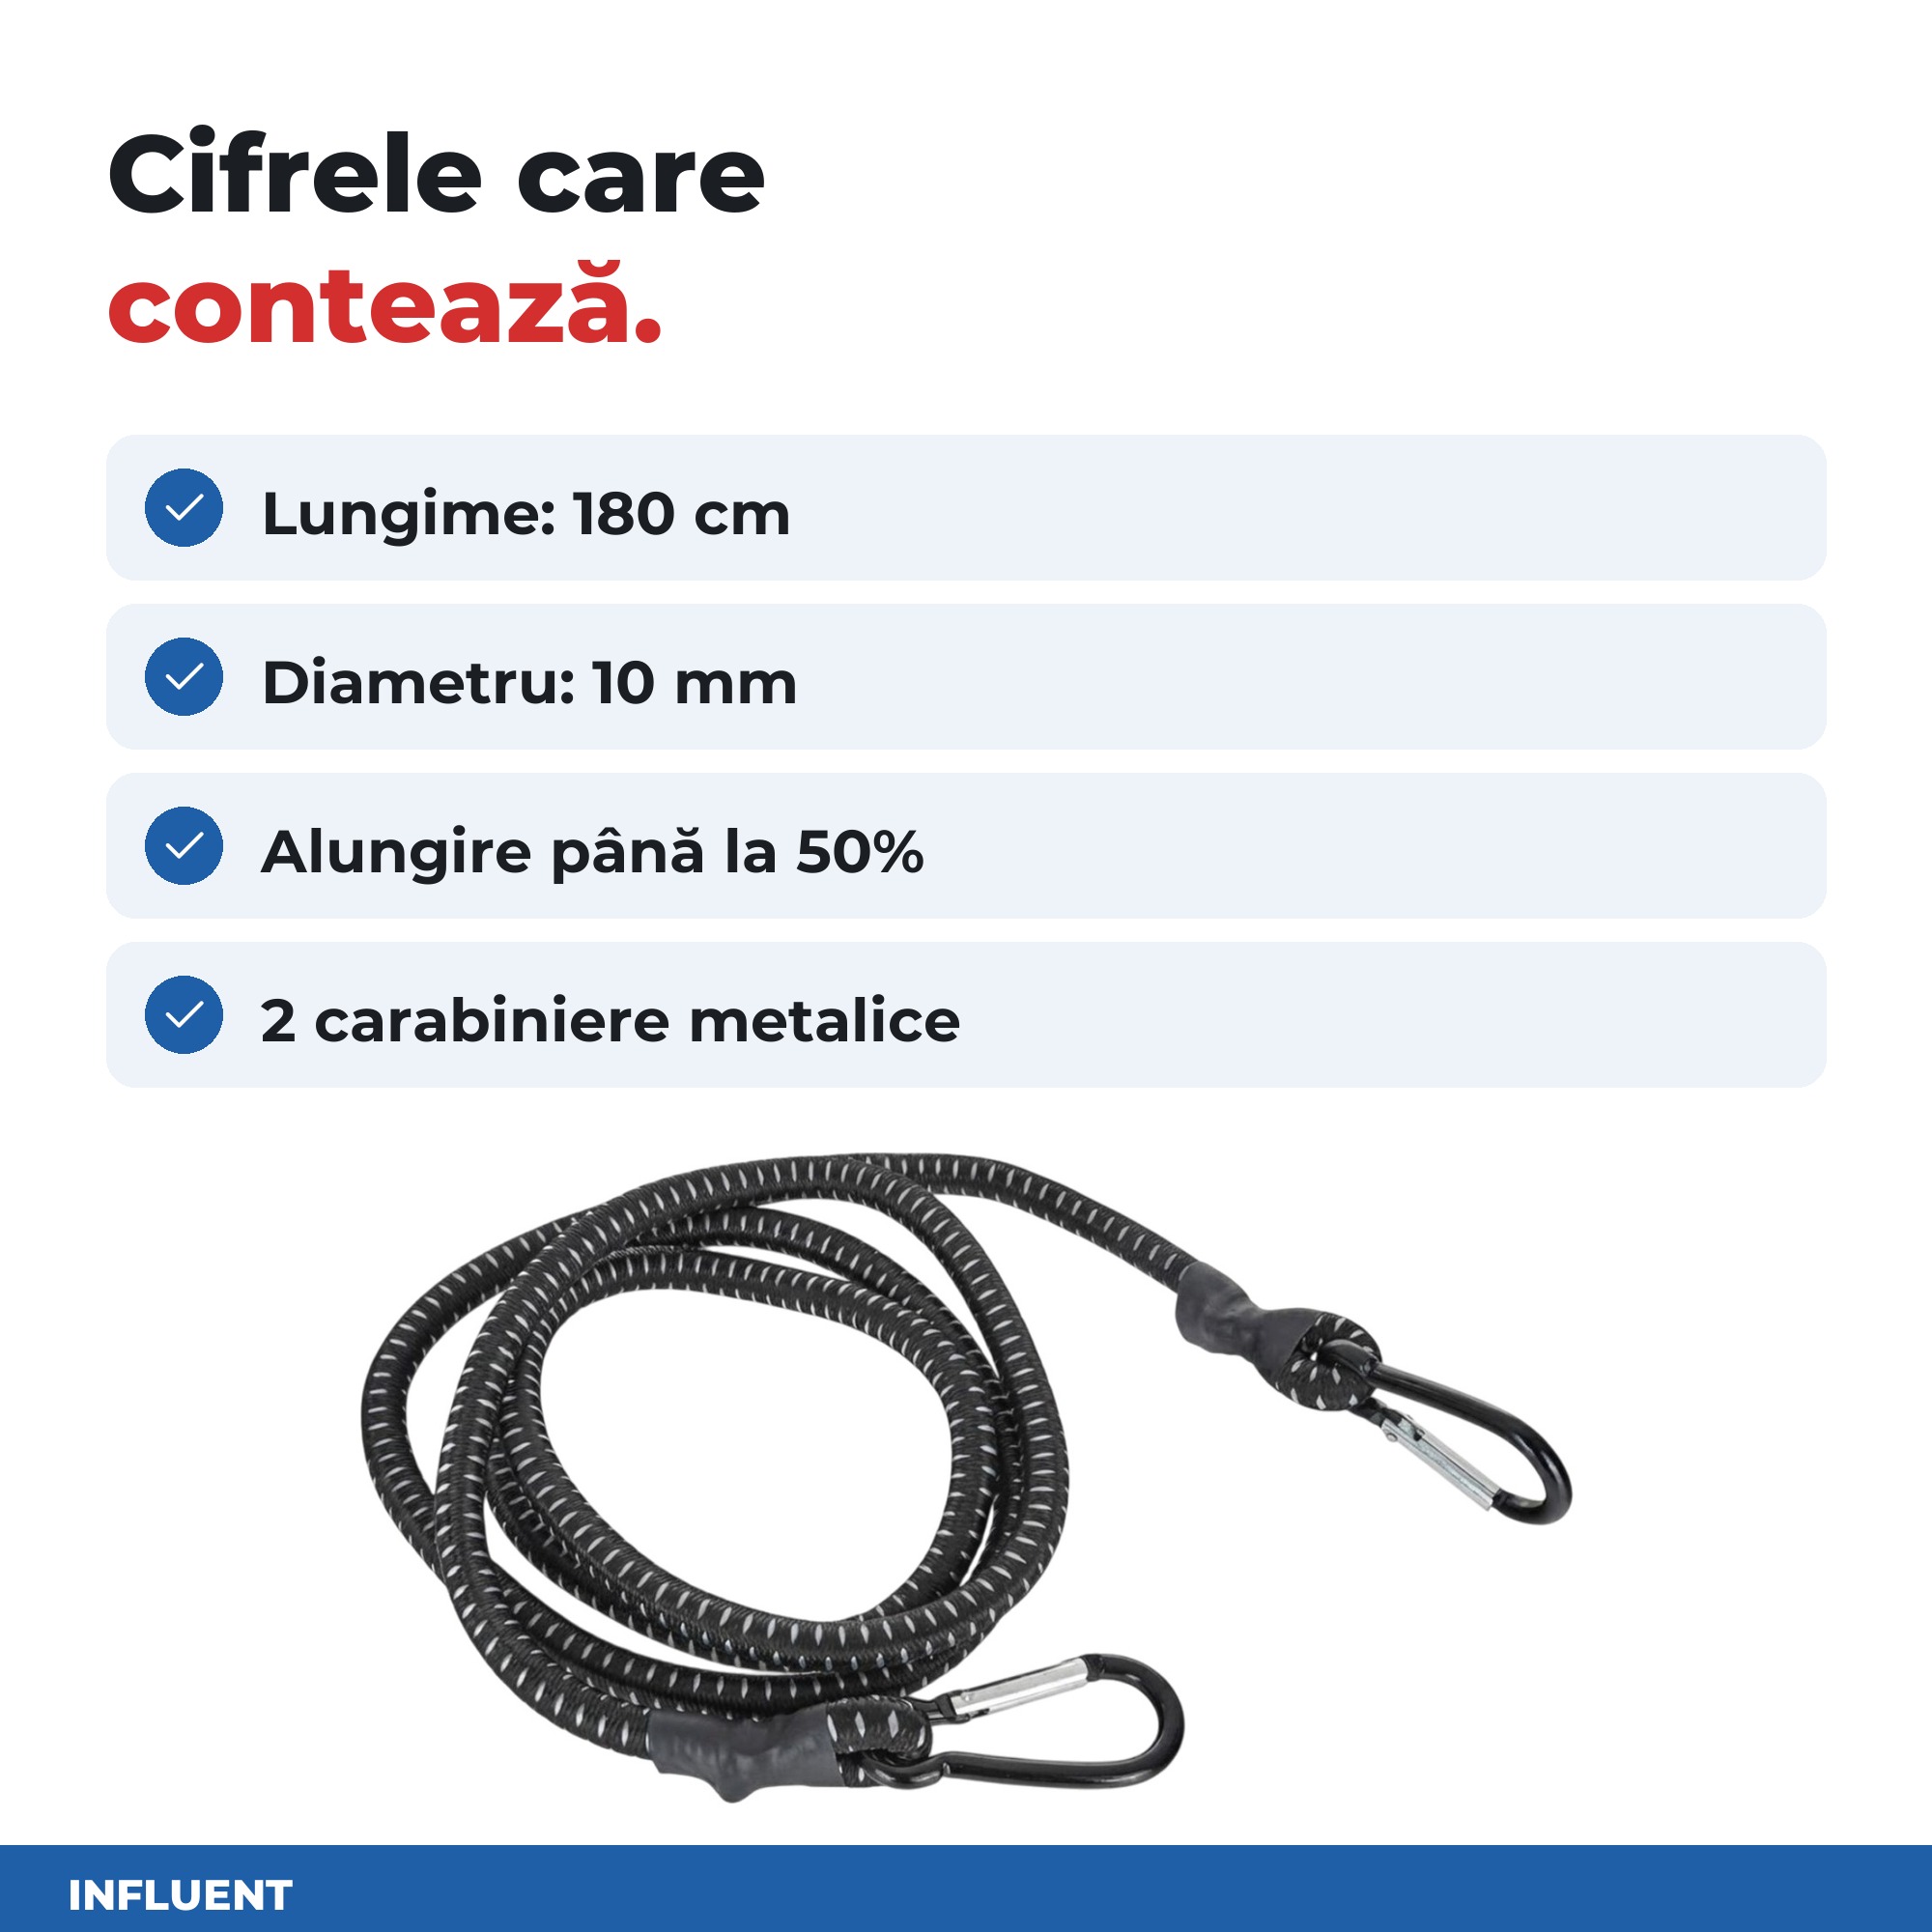 Cifrele care
contează.
Lungime: 180 cm
Diametru: 10 mm
Alungire până la 50%
2 carabiniere metalice
INFLUENT